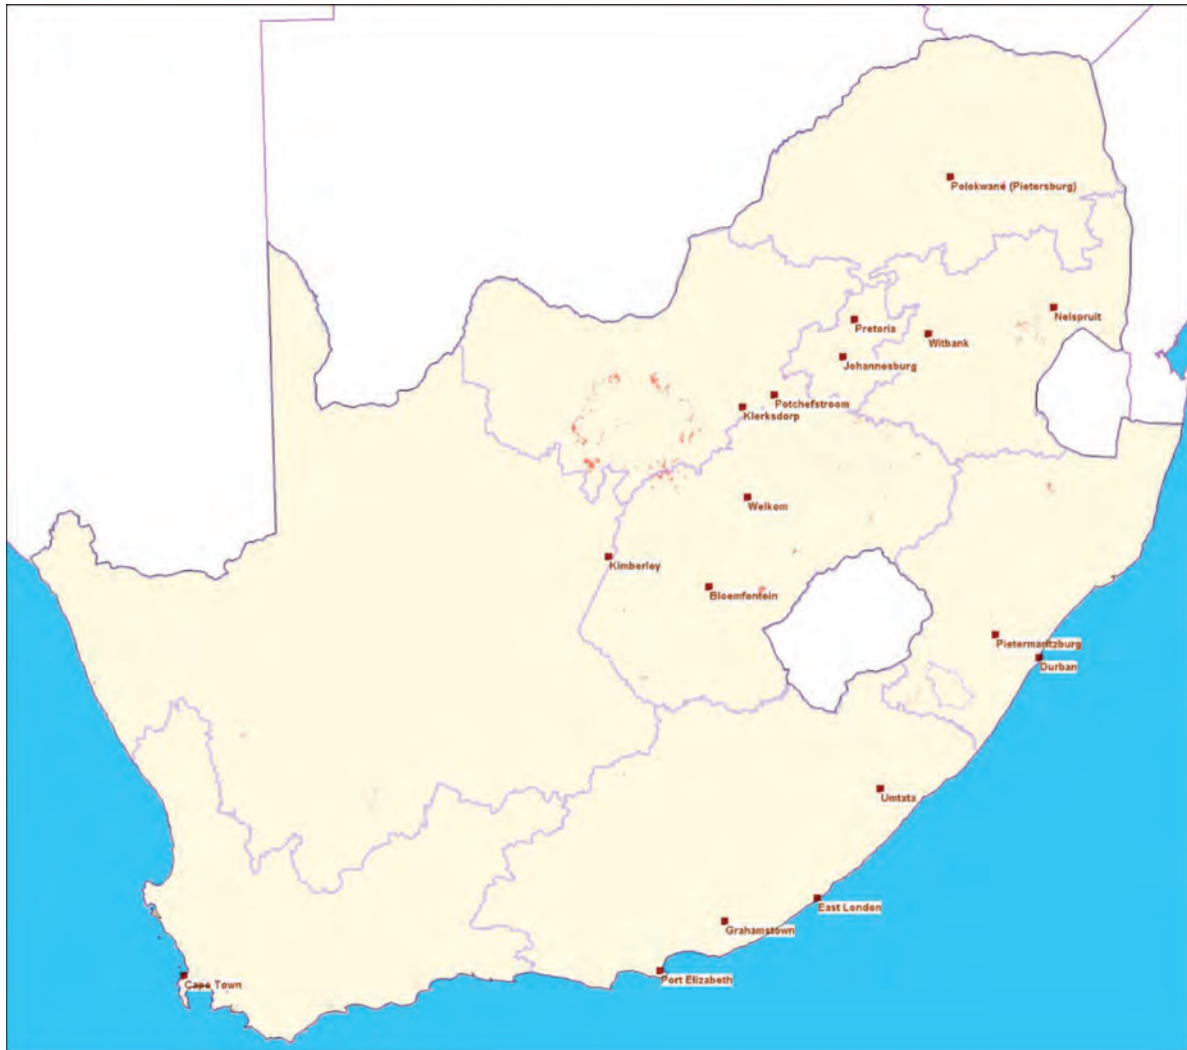 Polokwané (Pietersburg)
Nelspruit
Pretoria
Witbank
Johannesburg
Potchefstroom
Klerksdorp
Welkom
Kimberley
Bloemfontein
Pietermaritzburg
Durban
Umtata
East London
Grahamstown
Port Elizabeth
Cape Town